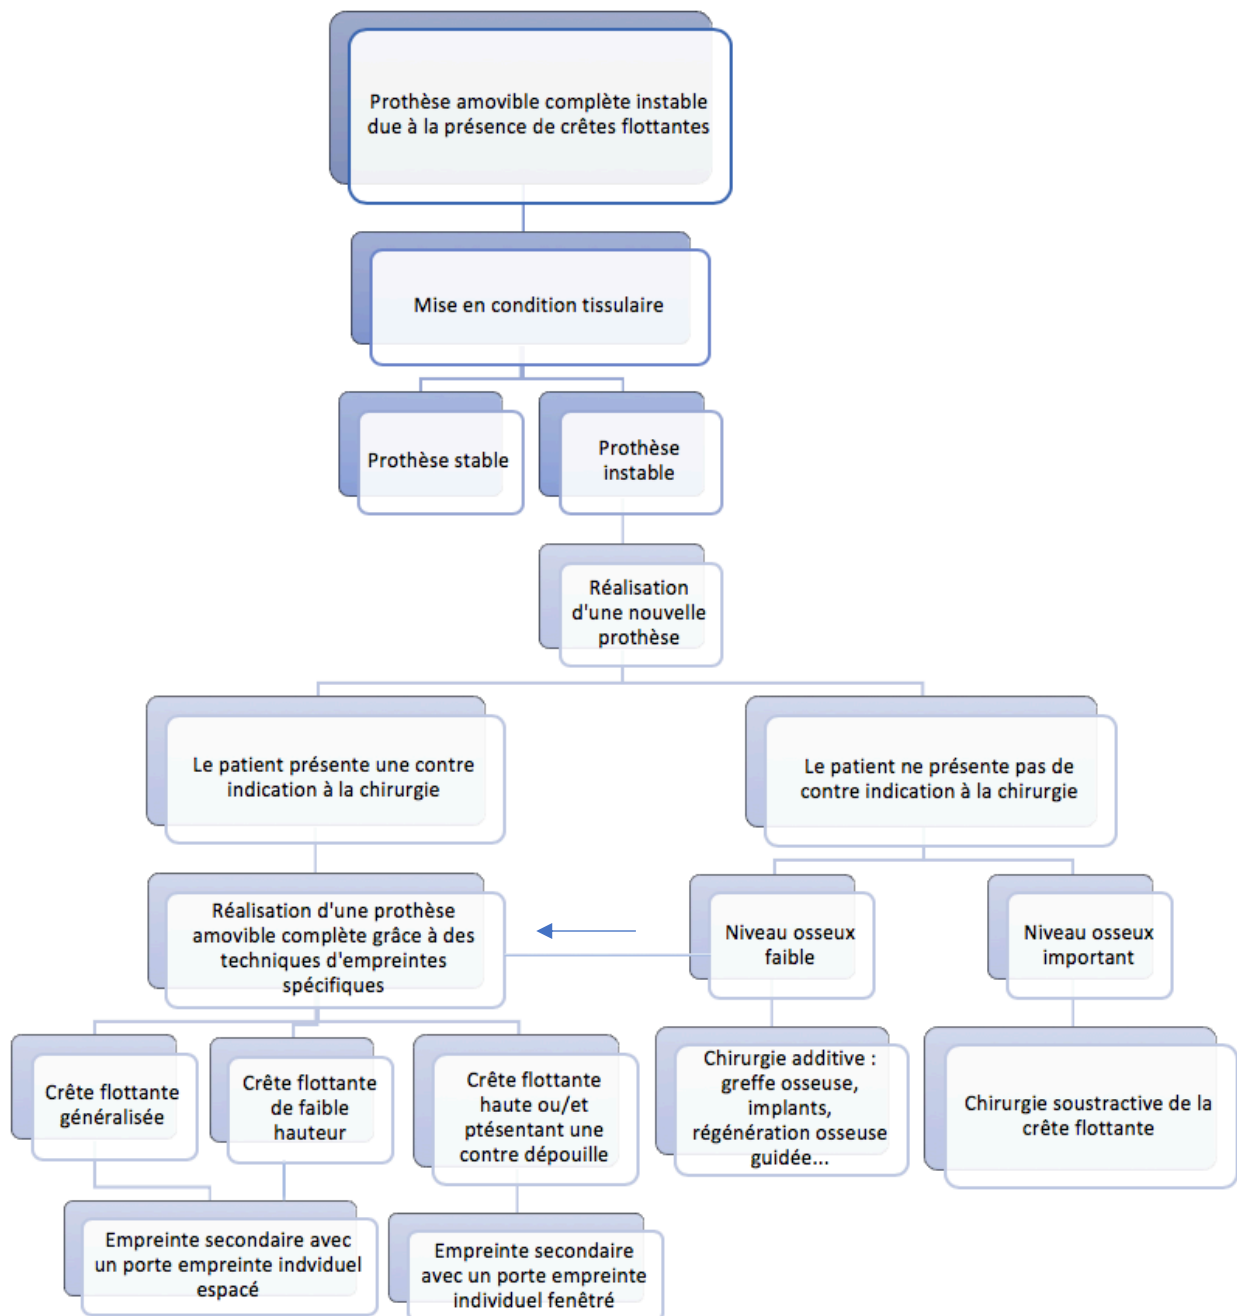 Prothèse amovible complète instable
due à la présence de crêtes flottantes
Mise en condition tissulaire
Prothèse stable
Prothèse
instable
Réalisation
d'une nouvelle
prothèse
Le patient présente une contre
indication à la chirurgie
Le patient ne présente pas de
contre indication à la chirurgie
Réalisation d'une prothèse
amovible complète grâce à des
techniques d'empreintes
spécifiques
Niveau osseux
faible
Niveau osseux
important
Crête flottante
généralisée
Crête flottante
de faible
hauteur
Crête flottante
haute ou/et
ptésentant une
contre dépouille
Chirurgie additive :
greffe osseuse,
implants,
régénération osseuse
guidée...
Chirurgie soustractive de la
crête flottante
Empreinte secondaire avec
un porte empreinte indviduel
espacé
Empreinte secondaire
avec un porte empreinte
individuel fenêtré